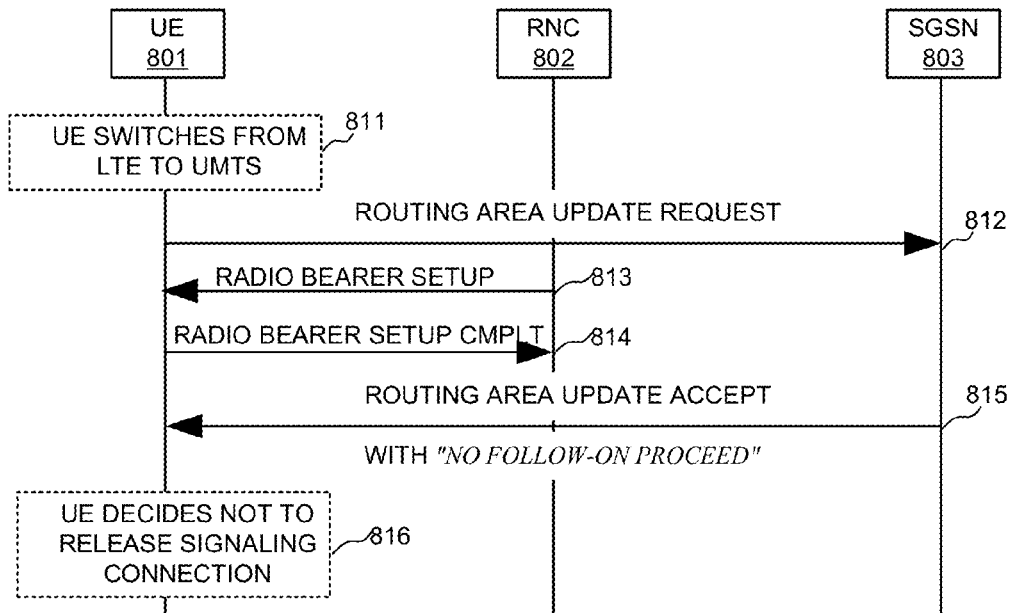 UE
801
RNC
802
SGSN
803
UE SWITCHES FROM
LTE TO UMTS
811
ROUTING AREA UPDATE REQUEST
812
RADIO BEARER SETUP
813
RADIO BEARER SETUP CMPLT
814
ROUTING AREA UPDATE ACCEPT
815
WITH "NO FOLLOW-ON PROCEED"
UE DECIDES NOT TO
RELEASE SIGNALING
CONNECTION
816